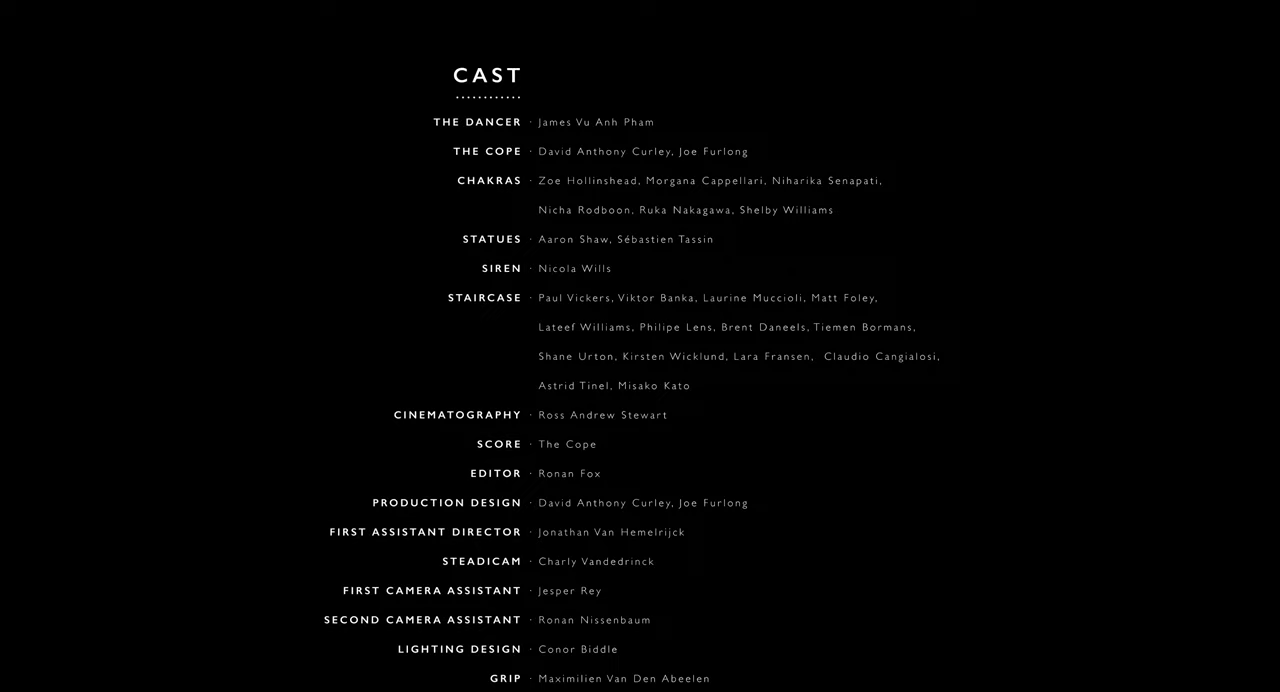 CAST
THE DANCER · James Vu Anh Pham
THE COPE · David Anthony Curley, Joe Furlong
CHAKRAS · Zoe Hollinshead, Morgana Cappellari, Niharika Senapati,
Nicha Rodboon, Ruka Nakagawa, Shelby Williams
STATUES · Aaron Shaw, Sébastien Tassin
SIREN · Nicola Wills
STAIRCASE · Paul Vickers, Viktor Banka, Laurine Muccioli, Matt Foley,
Lateef Williams, Philipe Lens, Brent Daneels, Tiemen Bormans,
Shane Urton, Kirsten Wicklund, Lara Fransen, Claudio Cangialosi,
Astrid Tinel, Misako Kato
CINEMATOGRAPHY · Ross Andrew Stewart
SCORE · The Cope
EDITOR · Ronan Fox
PRODUCTION DESIGN · David Anthony Curley, Joe Furlong
FIRST ASSISTANT DIRECTOR · Jonathan Van Hemelrijck
STEADICAM · Charly Vandedrinck
FIRST CAMERA ASSISTANT · Jesper Rey
SECOND CAMERA ASSISTANT · Ronan Nissenbaum
LIGHTING DESIGN · Conor Biddle
GRIP · Maximilien Van Den Abeelen